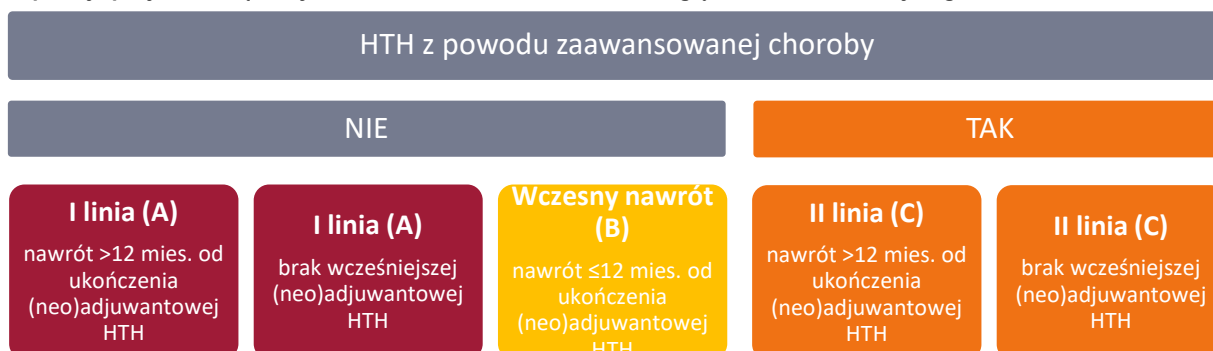 HTH z powodu zaawansowanej choroby
NIE
TAK
I linia (A)
nawrót >12 mies. od
ukończenia
(neo)adjuwantowej
HTH
I linia (A)
brak wcześniejszej
(neo)adjuwantowej
HTH
Wczesny nawrót
(B)
nawrót ≤12 mies. od
ukończenia
(neo)adjuwantowej
HTH
II linia (C)
nawrót >12 mies. od
ukończenia
(neo)adjuwantowej
HTH
II linia (C)
brak wcześniejszej
(neo)adjuwantowej
HTH